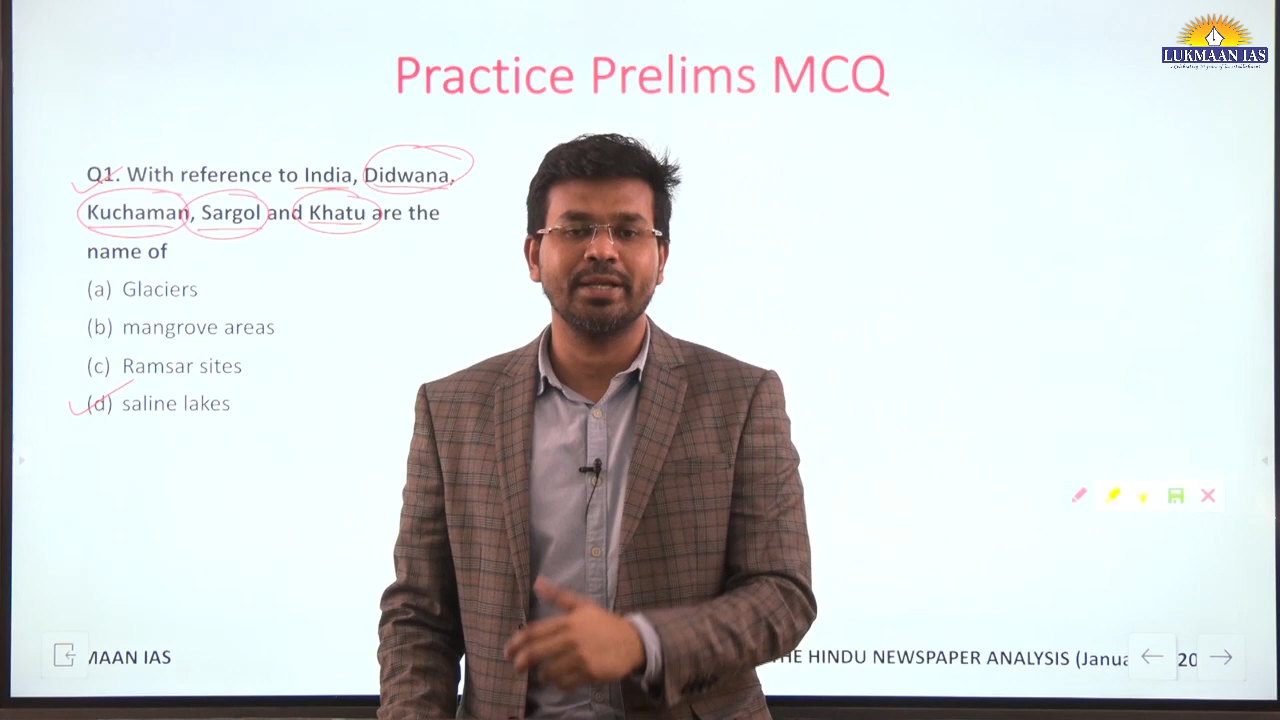 LUKMAAN IAS
Practice Prelims MCQ
Q1. With reference to India, Didwana,
Kuchaman, Sargol and Khatu are the
name of
(a) Glaciers
(b) mangrove areas
(c) Ramsar sites
(d) saline lakes
MAAN IAS
THE HINDU NEWSPAPER ANALYSIS (Janua 20